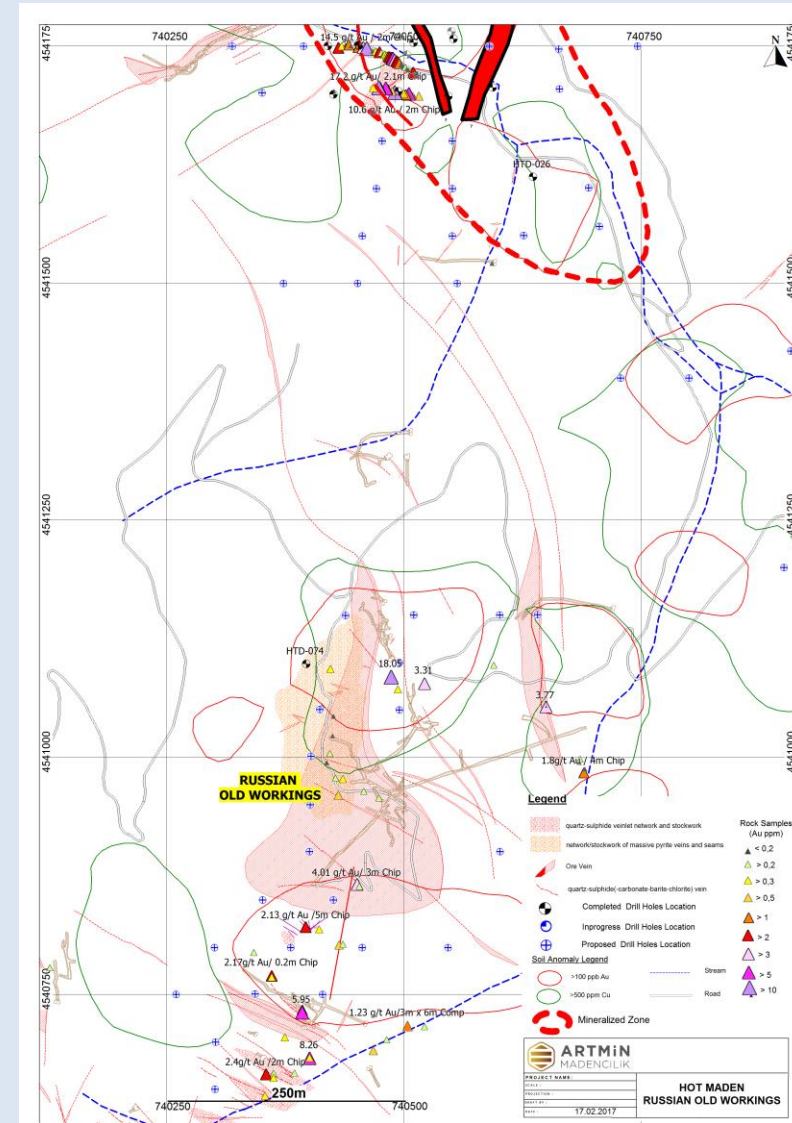 740250
740500
740750
4541750
4541750
N
14.5 g/t Au / 2m
17.2 g/t Au/ 2.1m Chip
10.6 g/t Au / 2m Chip
HTD-026
4541500
4541500
4541250
4541250
HTD-074
18.05
3.31
3.77
4541000
4541000
1.8g/t Au / 4m Chip
RUSSIAN
OLD WORKINGS
4.01 g/t Au/ 3m Chip
2.13 g/t Au /5m Chip
2.17g/t Au/ 0.2m Chip
4540750
5.95
1.23 g/t Au/3m x 6m Comp
8.26
2.4g/t Au /2m Chip
250m
740250
740500
Legend
quartz-sulphide veinlet network and stockwork
network/stockwork of massive pyrite veins and seams
Ore Vein
quartz-sulphide(-carbonate-barite-chlorite) vein
Completed Drill Holes Location
Inprogress Drill Holes Location
Proposed Drill Holes Location
Soil Anomaly Legend
>100 ppb Au
>500 ppm Cu
Stream
Road
Mineralized Zone
Rock Samples
(Au ppm)
< 0,2
> 0,2
> 0,3
> 0,5
> 1
> 2
> 3
> 5
> 10
ARTMiN
MADENCILIK
PROJECT NAME:
SCALE:
PROJECTION:
DRAFT BY:
DATE: 17.02.2017
HOT MADEN
RUSSIAN OLD WORKINGS